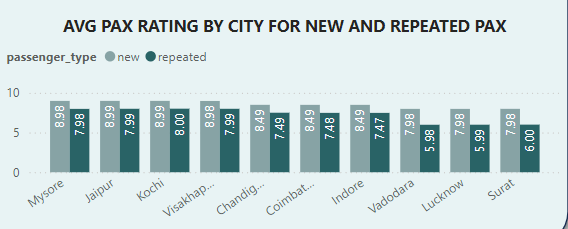 AVG PAX RATING BY CITY FOR NEW AND REPEATED PAX
passenger_type new repeated
10
5
0
8.98 7.98 8.99 7.99 8.99 8.00 8.98 7.99 8.49 7.49 8.49 7.48 8.49 7.47 7.98 5.98 7.98 5.99 7.98 6.00
Mysore Jaipur Kochi Visakhap... Chandig... Coimbat... Indore Vadodara Lucknow Surat